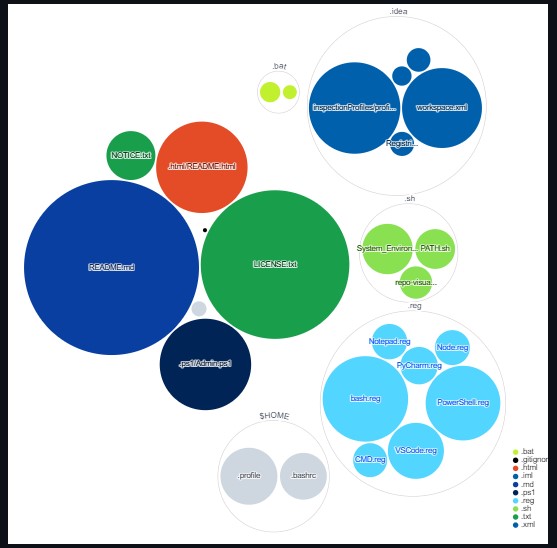 .idea
.bat
inspectionProfiles/profi...
workspace.xml
Registri...
NOTICE.txt
.html/README.html
.sh
System_Environ...
PATH.sh
README.md
LICENSE.txt
repo-visua...
.reg
Notepad.reg
Node.reg
.ps1/Admin.ps1
PyCharm.reg
bash.reg
PowerShell.reg
$HOME
VSCode.reg
CMD.reg
.profile
.bashrc
.bat
.gitignor
.html
.iml
.md
.ps1
.reg
.sh
.txt
.xml